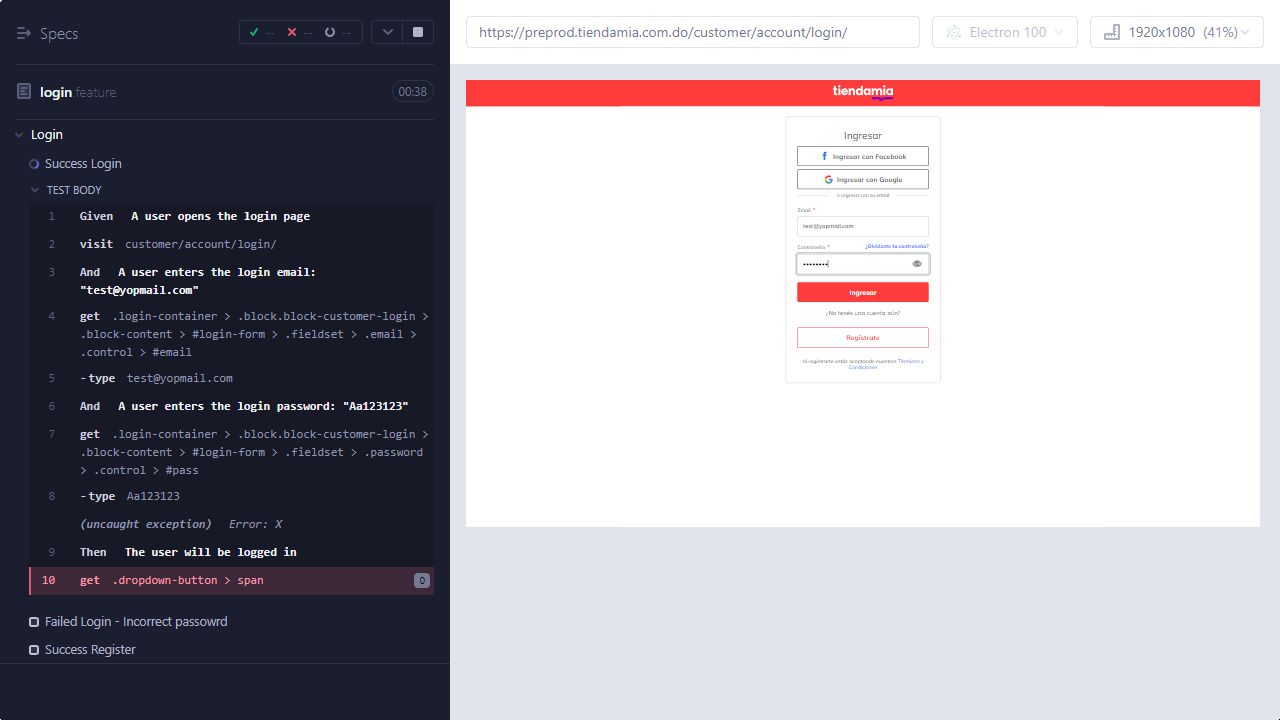 Specs
--
--
--
https://preprod.tiendamia.com.do/customer/account/login/
Electron 100
1920x1080 (41%)
login.feature
00:38
Login
Success Login
TEST BODY
1 Given A user opens the login page
2 visit customer/account/login/
3 And A user enters the login email:
"test@yopmail.com"
4 get .login-container > .block.block-customer-login >
.block-content > #login-form > .fieldset > .email >
.control > #email
5 -type test@yopmail.com
6 And A user enters the login password: "Aa123123"
7 get .login-container > .block.block-customer-login >
.block-content > #login-form > .fieldset > .password
> .control > #pass
8 -type Aa123123
(uncaught exception) Error: X
9 Then The user will be logged in
10 get .dropdown-button > span 0
Failed Login - Incorrect passowrd
Success Register
tiendamia
Ingresar
Ingresar con Facebook
Ingresar con Google
o ingresa con tu email
Email *
test@yopmail.com
Contraseña *
¿Olvidaste tu contraseña?
••••••••
Ingresar
¿No tenés una cuenta aún?
Registrate
Al registrarte estás aceptando nuestros Términos y
Condiciones